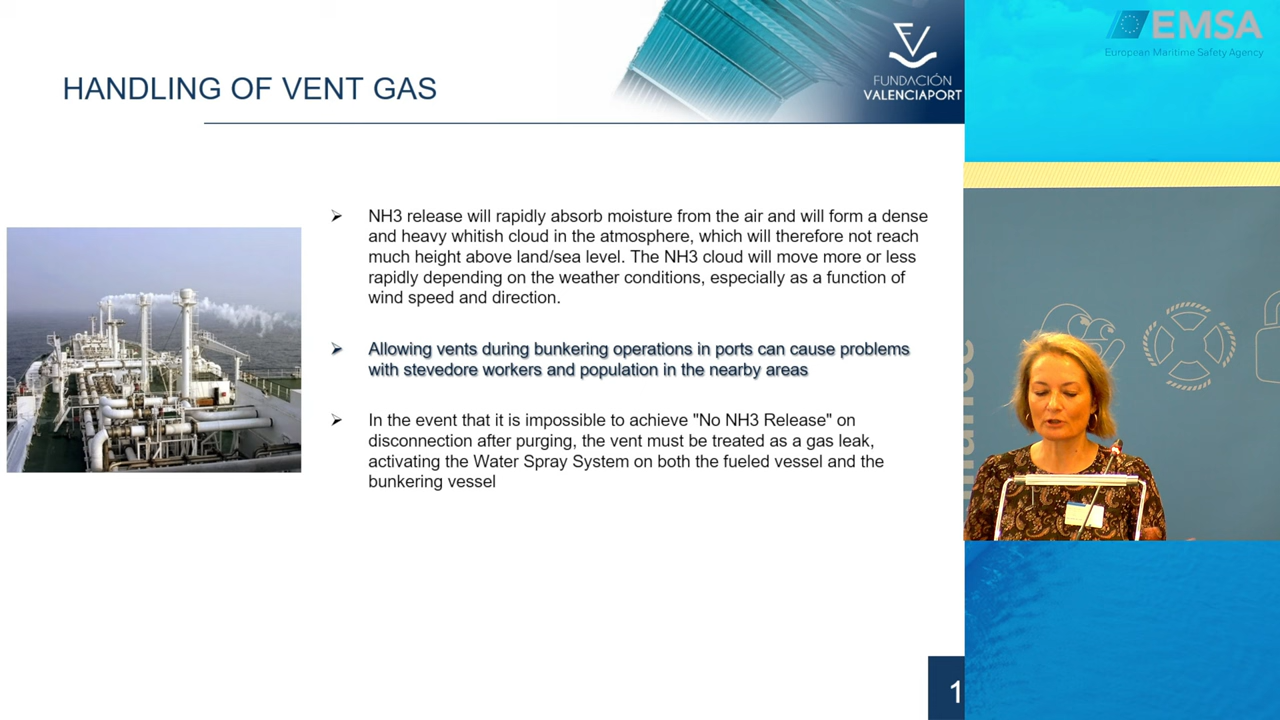 HANDLING OF VENT GAS
FUNDACIÓN
VALENCIAPORT
EMSA
European Maritime Safety Agency
➢ NH3 release will rapidly absorb moisture from the air and will form a dense
and heavy whitish cloud in the atmosphere, which will therefore not reach
much height above land/sea level. The NH3 cloud will move more or less
rapidly depending on the weather conditions, especially as a function of
wind speed and direction.
➢ Allowing vents during bunkering operations in ports can cause problems
with stevedore workers and population in the nearby areas
➢ In the event that it is impossible to achieve "No NH3 Release" on
disconnection after purging, the vent must be treated as a gas leak,
activating the Water Spray System on both the fueled vessel and the
bunkering vessel
1